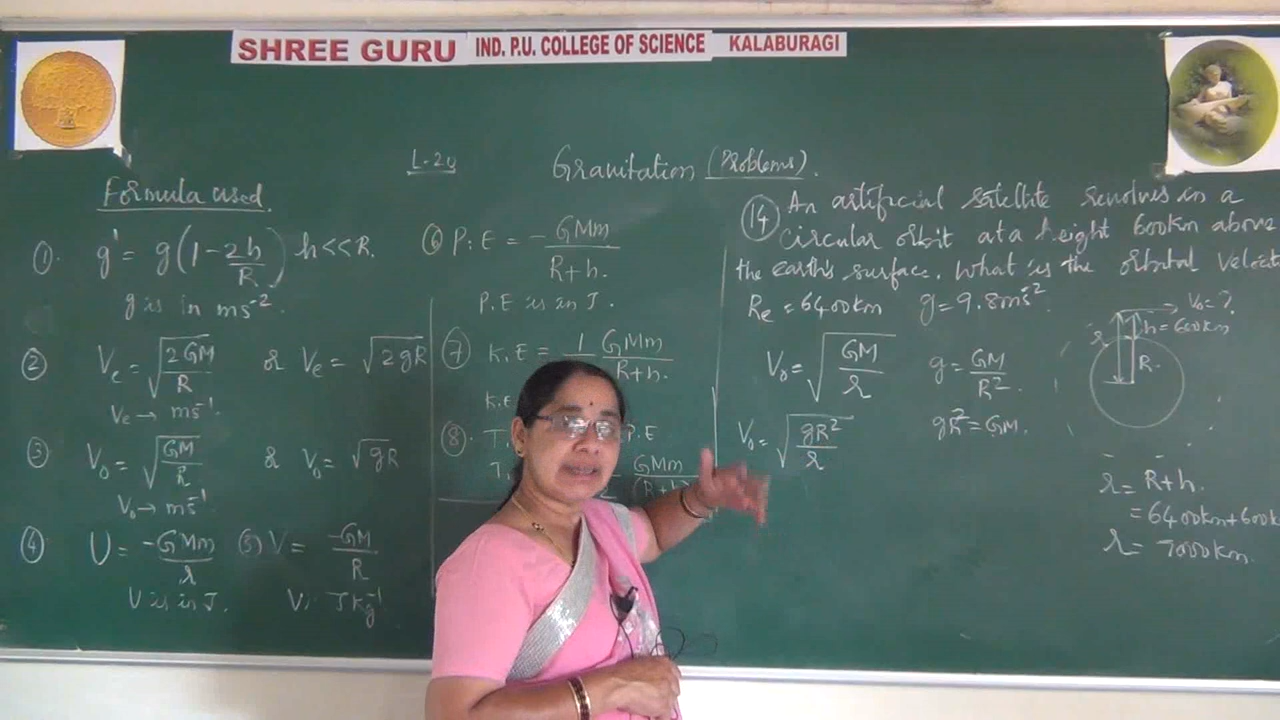 SHREE GURU IND. P.U. COLLEGE OF SCIENCE KALABURAGI
L-20
Gravitation (Problems).
Formula used
①. g' = g(1 - 2h/R) h << R.
g is in ms⁻²
② Vₑ = √(2GM/R) or Vₑ = √(2gR)
Vₑ → ms⁻¹
③ V₀ = √(GM/R) & V₀ = √gR
V₀ → ms⁻¹
④ U = -GMm/r (5) V = -GM/R
U is in J. V: J kg⁻¹
⑥ P.E = -GMm/R+h.
P.E is in J.
⑦ K.E = 1 GMm/R+h.
K.E
⑧. T. P.E
T. GMm/(R+h)
⑭ An artificial satellite revolves in a
circular orbit at a height 600km above
the earth's surface. What is the orbital
Rₑ = 6400km g = 9.8ms⁻²
V₀ = √(GM/r) g = GM/R².
V₀ = √(gR²/r) gR² = GM.
V₀ = ?
h = 600km
r
R.
r = R+h.
= 6400km + 600k
r = 7000km.